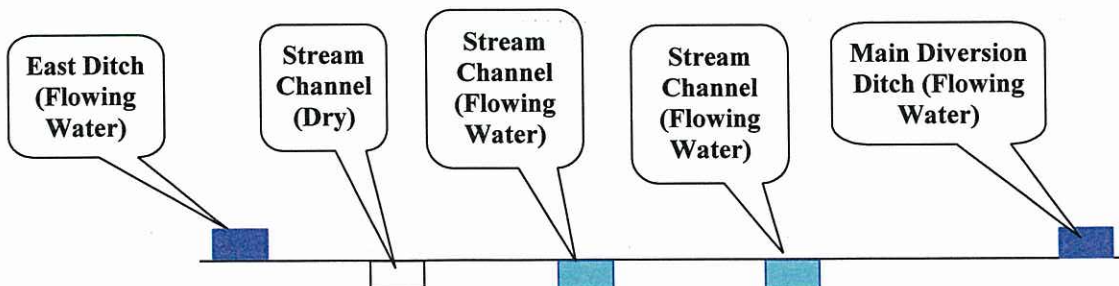 East Ditch
(Flowing
Water)
Stream
Channel
(Dry)
Stream
Channel
(Flowing
Water)
Stream
Channel
(Flowing
Water)
Main Diversion
Ditch (Flowing
Water)